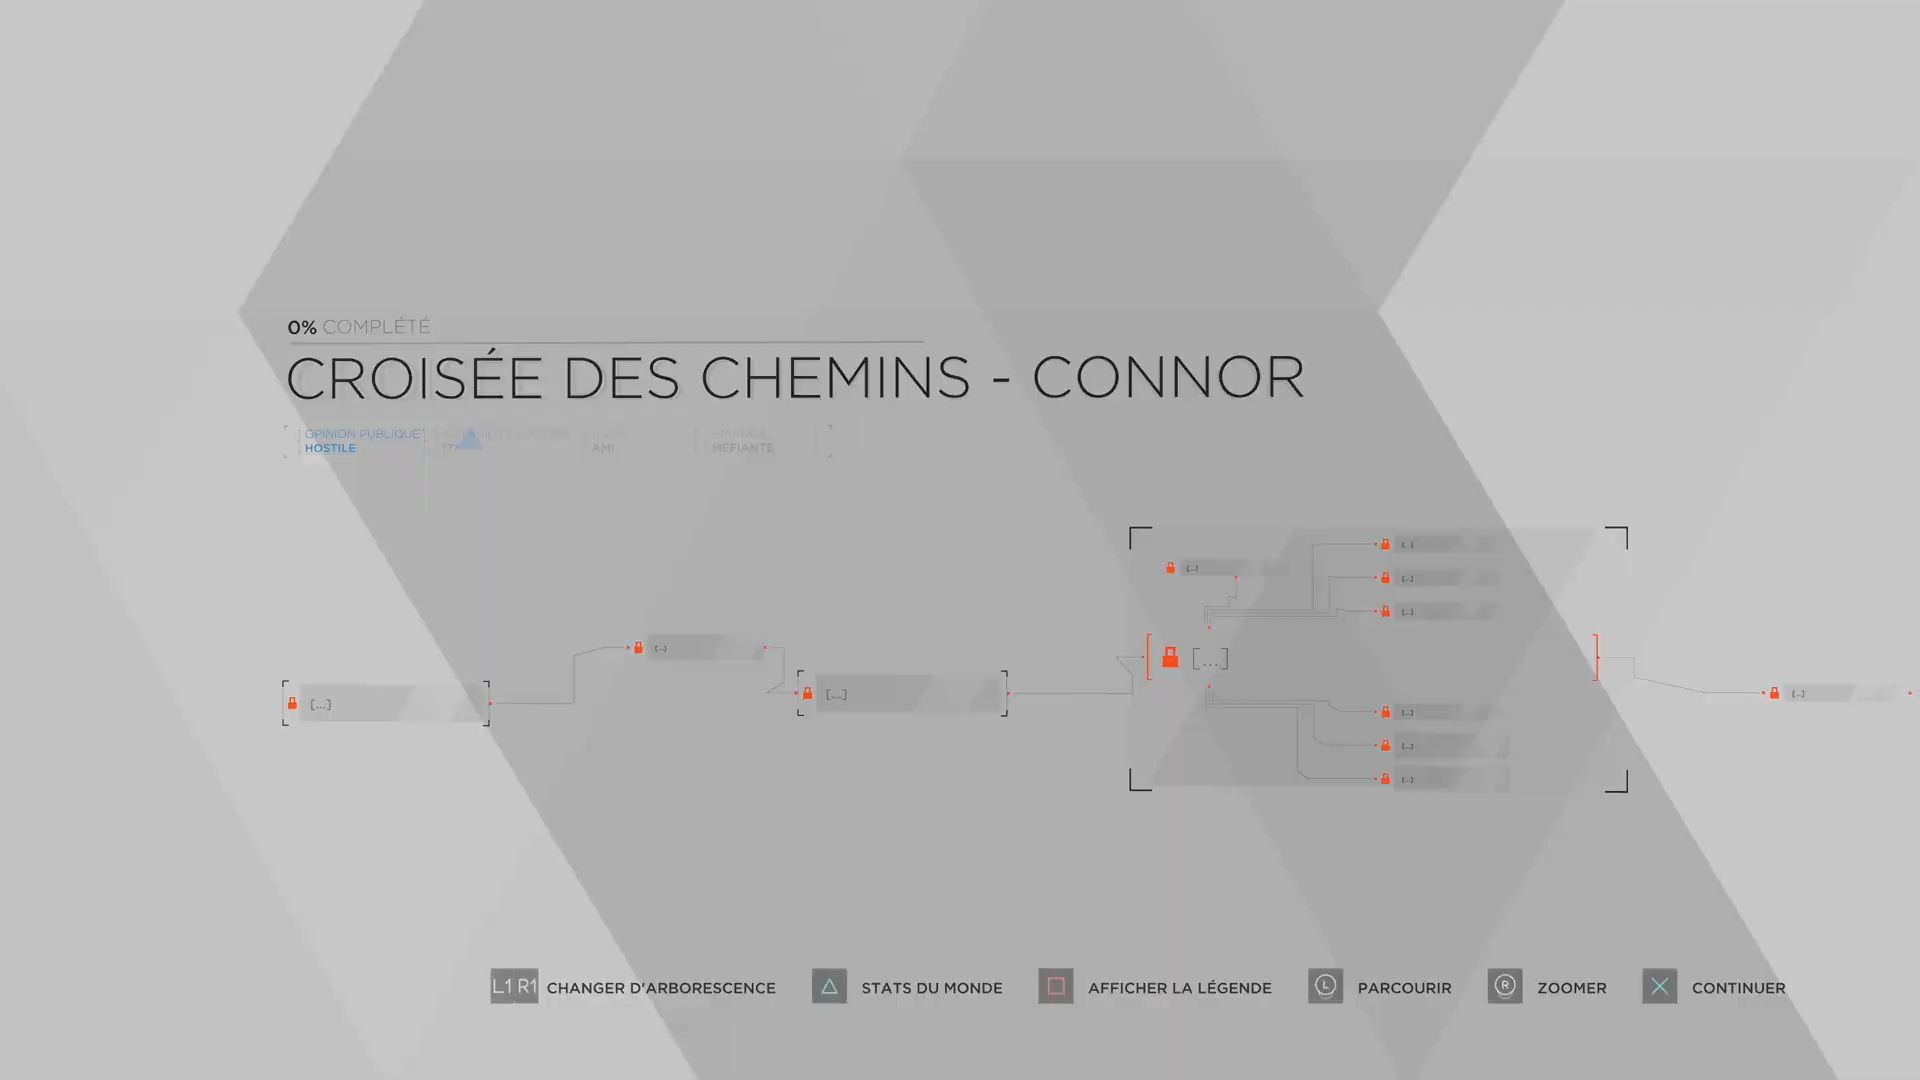 0% COMPLÉTÉ
CROISÉE DES CHEMINS - CONNOR
OPINION PUBLIQUE
HOSTILE ??? AMI MÉFIANTE
[...]
[...]
[...]
[...]
[...]
[...]
[...]
[...]
[...]
[...]
[...]
[...]
L1 R1 CHANGER D'ARBORESCENCE STATS DU MONDE AFFICHER LA LÉGENDE L PARCOURIR R ZOOMER CONTINUER